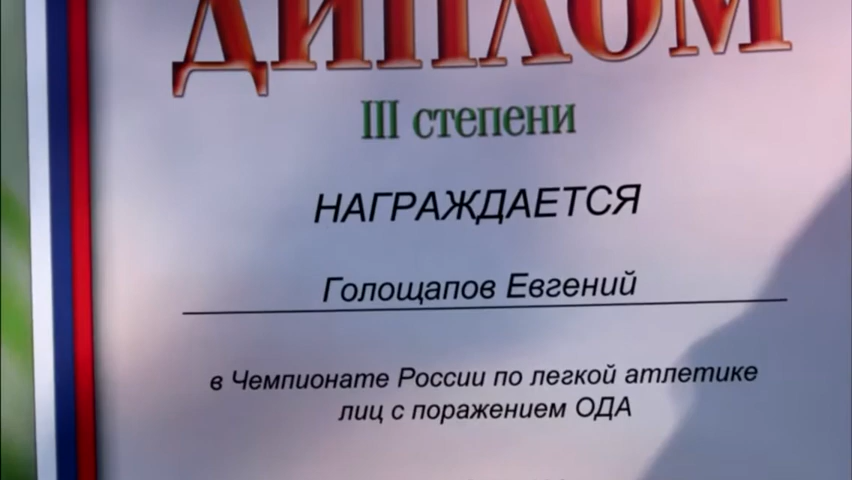 ДИПЛОМ
III степени
НАГРАЖДАЕТСЯ
Голощапов Евгений
в Чемпионате России по легкой атлетике
лиц с поражением ОДА